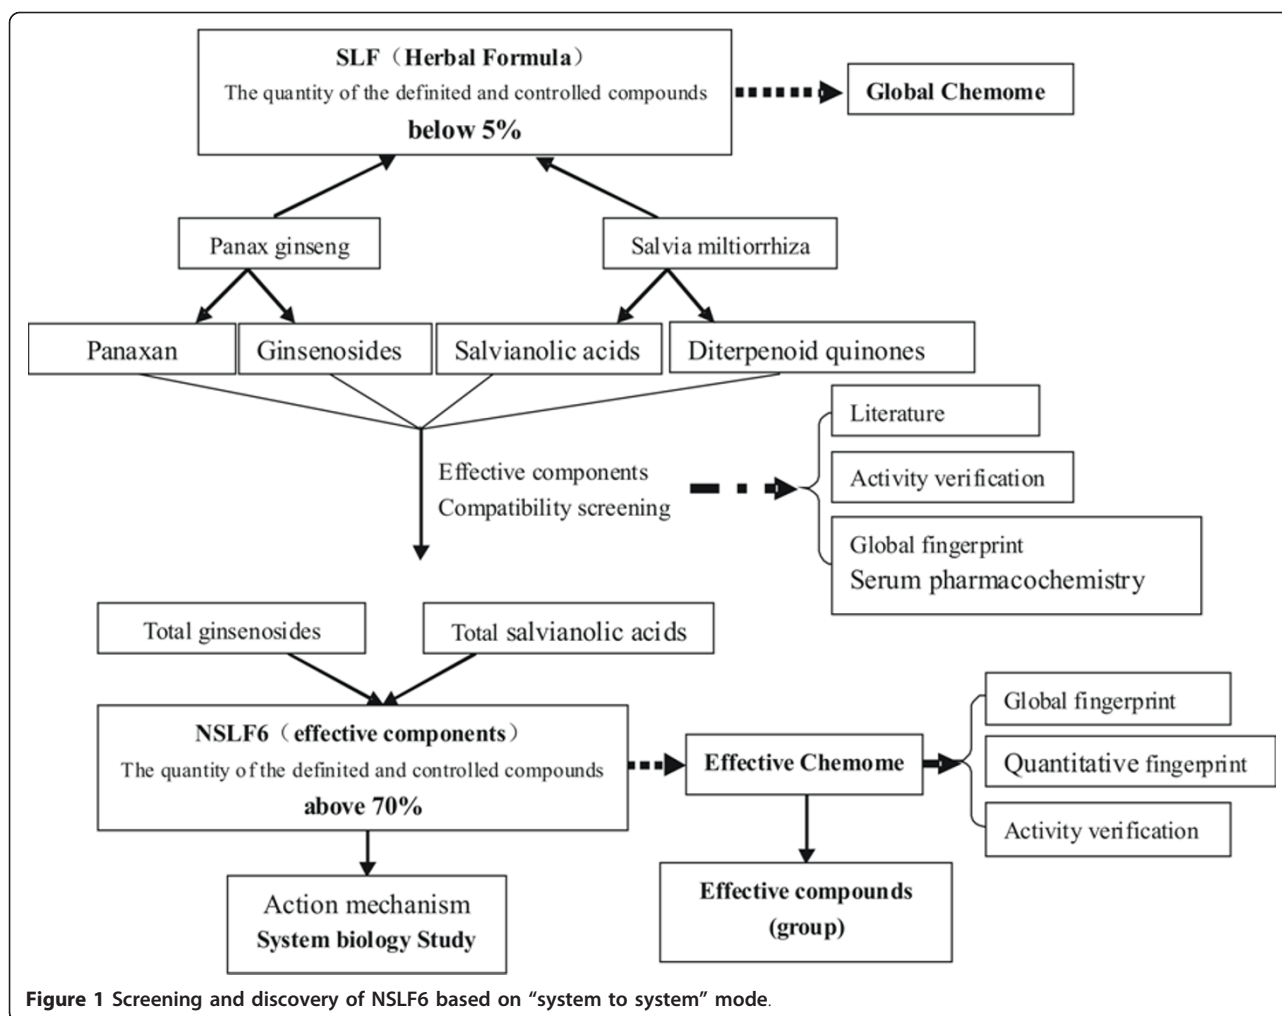 SLF（Herbal Formula）
The quantity of the definited and controlled compounds
below 5%
Global Chemome
Panax ginseng
Salvia miltiorrhiza
Panaxan
Ginsenosides
Salvianolic acids
Diterpenoid quinones
Literature
Effective components
Compatibility screening
Activity verification
Global fingerprint
Serum pharmacochemistry
Total ginsenosides
Total salvianolic acids
NSLF6（effective components）
The quantity of the definited and controlled compounds
above 70%
Effective Chemome
Global fingerprint
Quantitative fingerprint
Activity verification
Action mechanism
System biology Study
Effective compounds
(group)
Figure 1 Screening and discovery of NSLF6 based on “system to system” mode.